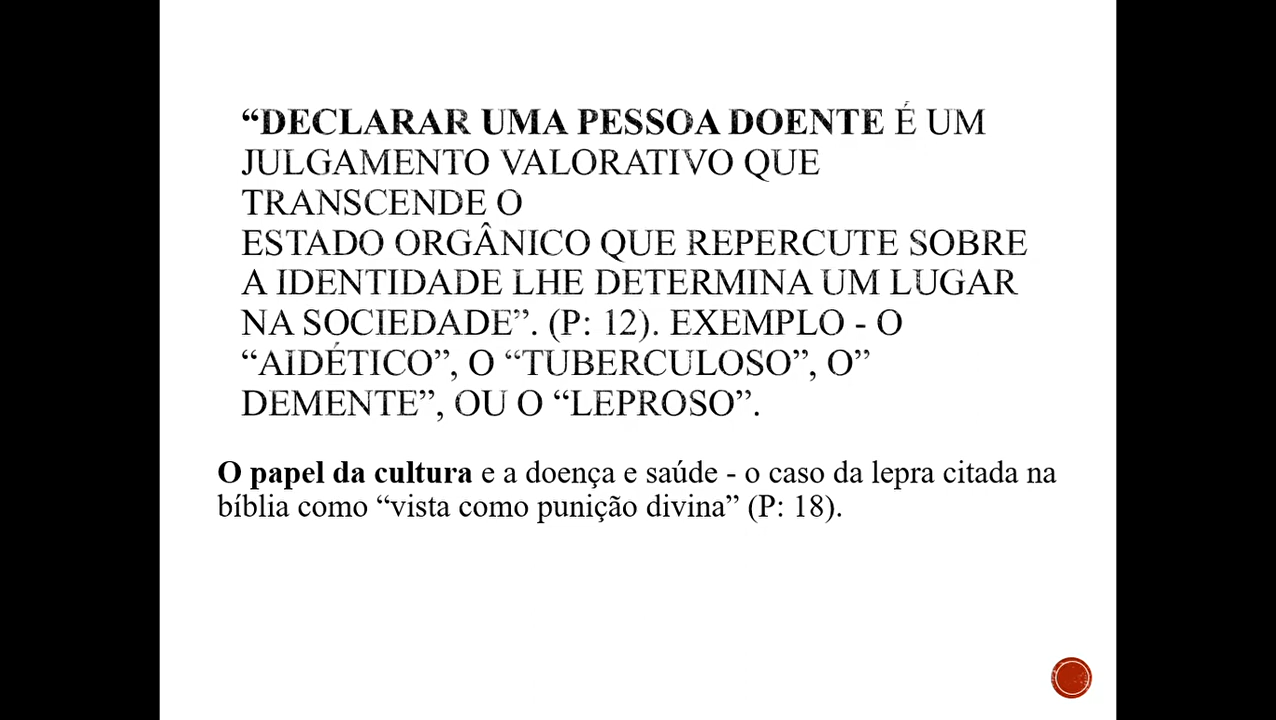 “DECLARAR UMA PESSOA DOENTE É UM
JULGAMENTO VALORATIVO QUE
TRANSCENDE O
ESTADO ORGÂNICO QUE REPERCUTE SOBRE
A IDENTIDADE LHE DETERMINA UM LUGAR
NA SOCIEDADE”. (P: 12). EXEMPLO - O
“AIDÉTICO”, O “TUBERCULOSO”, O”
DEMENTE”, OU O “LEPROSO”.
O papel da cultura e a doença e saúde - o caso da lepra citada na
bíblia como “vista como punição divina” (P: 18).